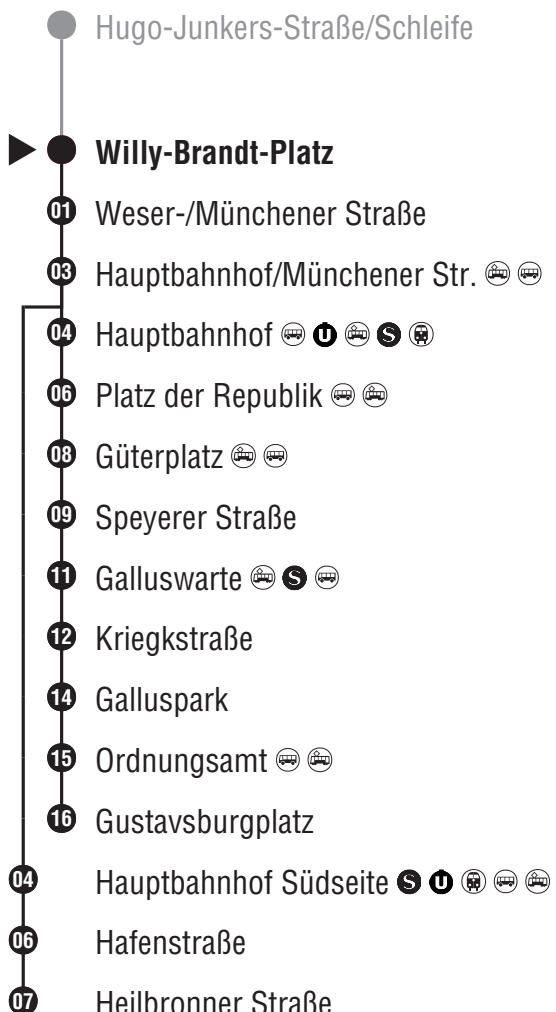 Hugo-Junkers-Straße/Schleife
Willy-Brandt-Platz
01 Weser-/Münchener Straße
03 Hauptbahnhof/Münchener Str.
04 Hauptbahnhof U S
06 Platz der Republik
08 Güterplatz
09 Speyerer Straße
11 Galluswarte S
12 Kriegkstraße
14 Galluspark
15 Ordnungsamt
16 Gustavsburgplatz
04 Hauptbahnhof Südseite S U
06 Hafenstraße
07 Heilbronner Straße